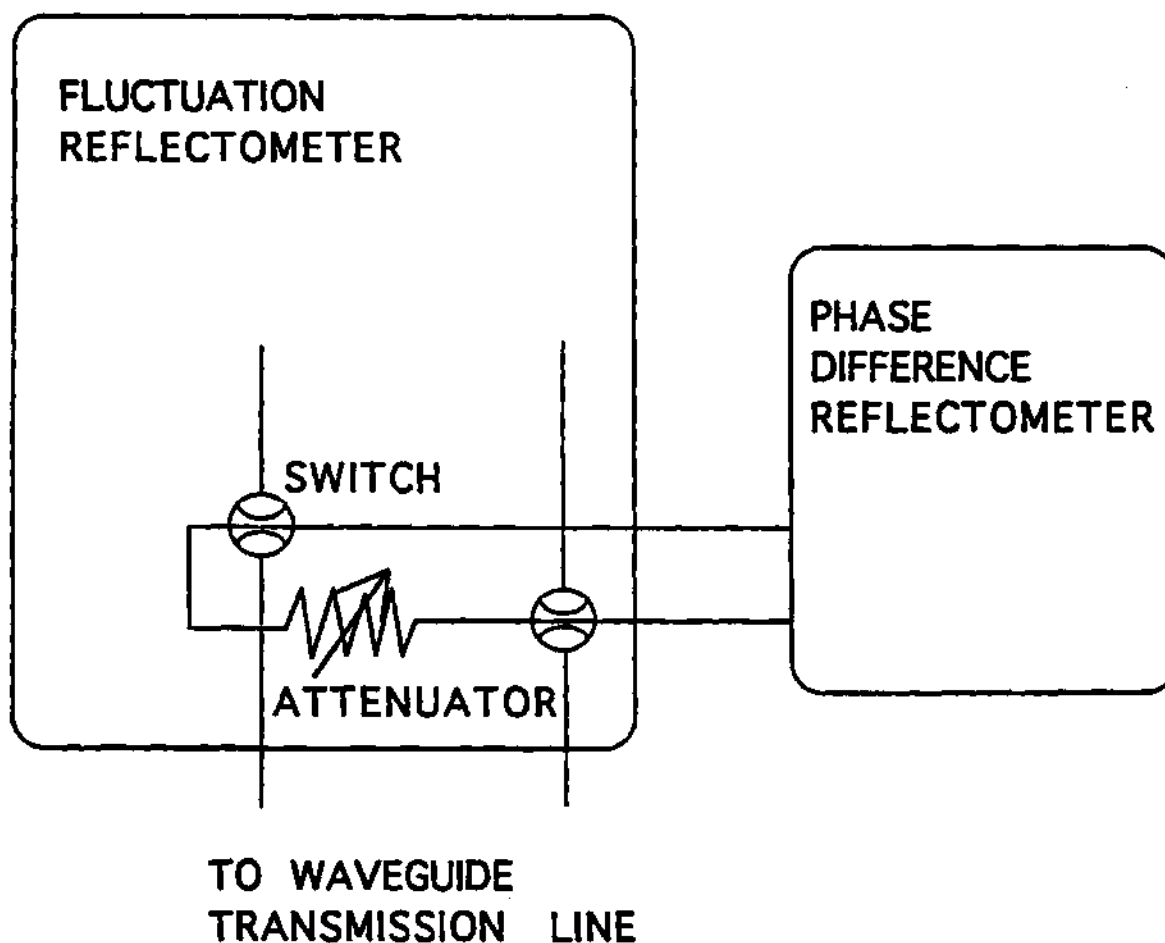 FLUCTUATION
REFLECTOMETER
PHASE
DIFFERENCE
REFLECTOMETER
SWITCH
ATTENUATOR
TO WAVEGUIDE
TRANSMISSION LINE